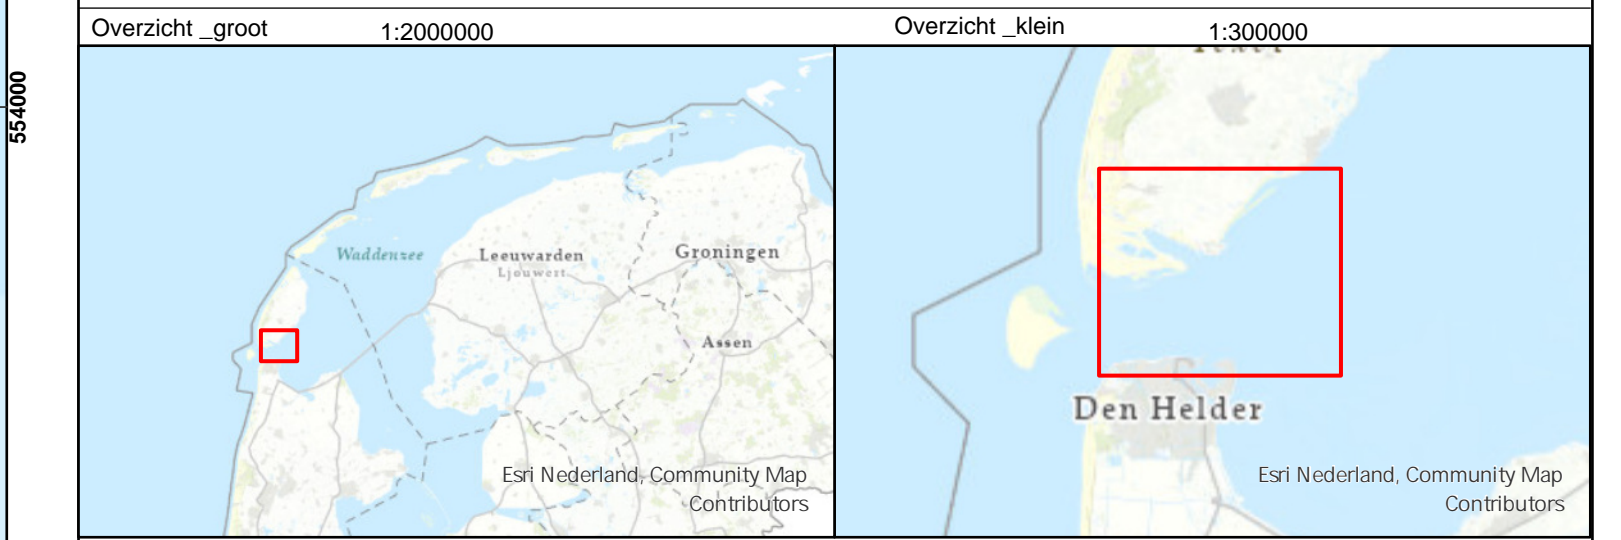 Overzicht _groot 1:2000000
Overzicht _klein 1:300000
554000
Waddenzee
Leeuwarden
Ljouwert
Groningen
Assen
Esri Nederland, Community Map
Contributors
Texel
Den Helder
Esri Nederland, Community Map
Contributors